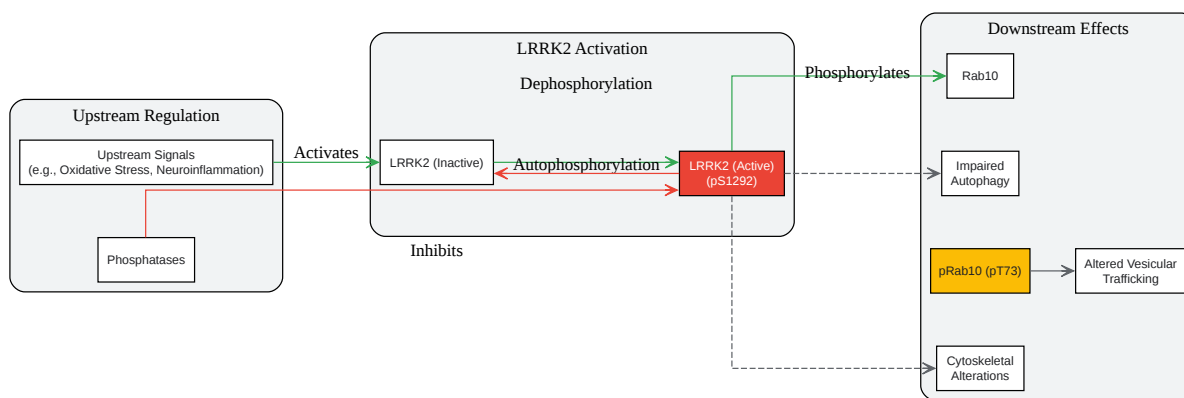 Upstream Regulation
Upstream Signals
(e.g., Oxidative Stress, Neuroinflammation)
Phosphatases
Activates
LRRK2 Activation
Dephosphorylation
LRRK2 (Inactive)
Autophosphorylation
LRRK2 (Active)
(pS1292)
Inhibits
Phosphorylates
Downstream Effects
Rab10
Impaired
Autophagy
pRab10 (pT73)
Altered Vesicular
Trafficking
Cytoskeletal
Alterations